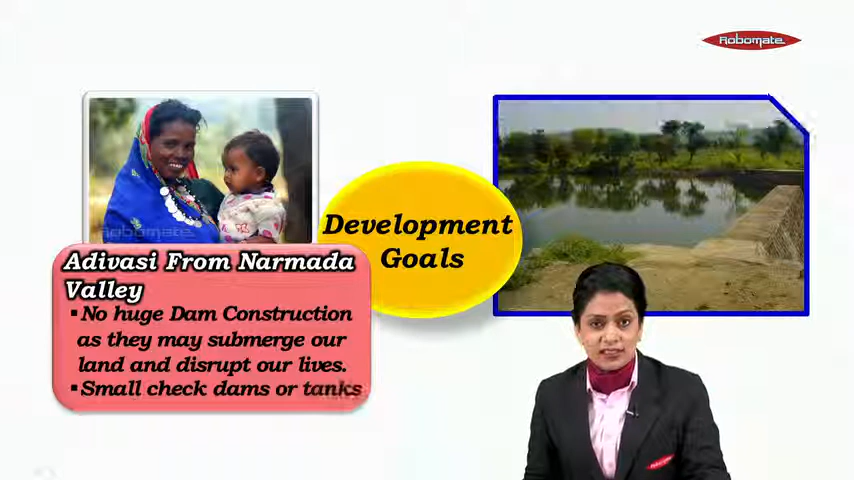 Robomate
Robomate
Development
Goals
Adivasi From Narmada
Valley
▪No huge Dam Construction
as they may submerge our
land and disrupt our lives.
▪Small check dams or tanks